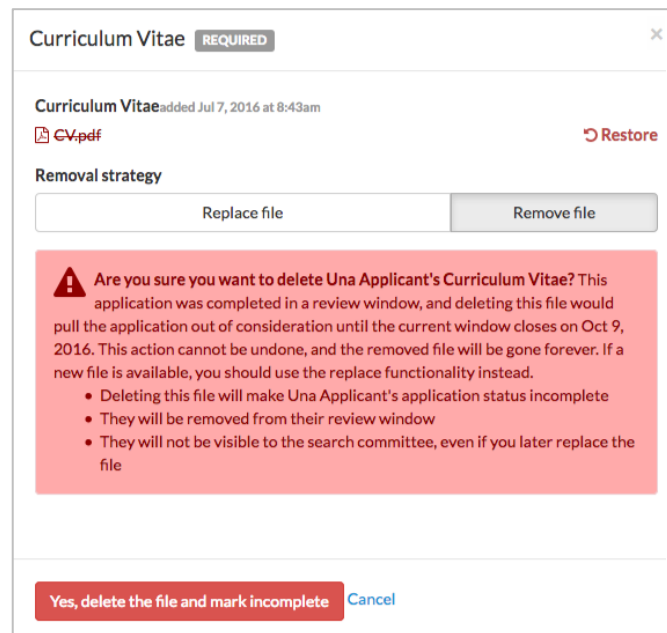 Curriculum Vitae REQUIRED ×
Curriculum Vitae added Jul 7, 2016 at 8:43am
CV.pdf Restore
Removal strategy
Replace file Remove file
Are you sure you want to delete Una Applicant's Curriculum Vitae? This
application was completed in a review window, and deleting this file would
pull the application out of consideration until the current window closes on Oct 9,
2016. This action cannot be undone, and the removed file will be gone forever. If a
new file is available, you should use the replace functionality instead.
• Deleting this file will make Una Applicant's application status incomplete
• They will be removed from their review window
• They will not be visible to the search committee, even if you later replace the
file
Yes, delete the file and mark incomplete Cancel